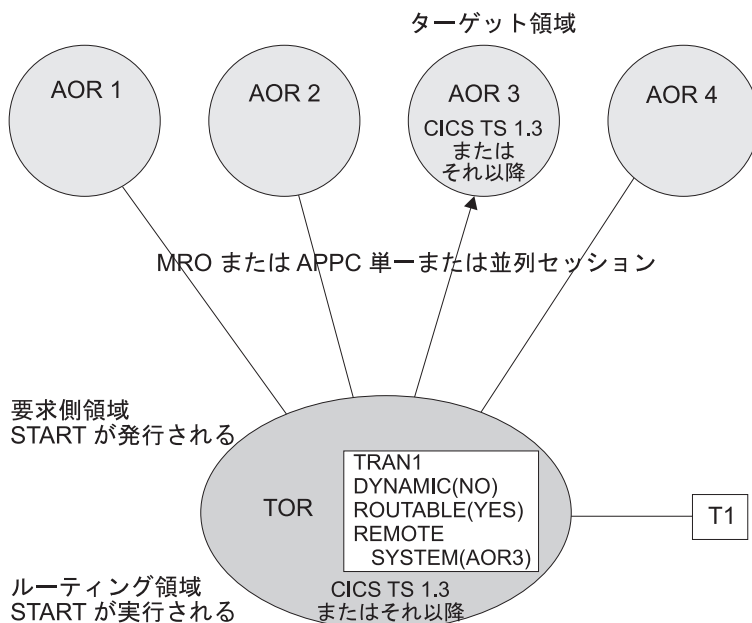 ターゲット領域
AOR 1
AOR 2
AOR 3
CICS TS 1.3
または
それ以降
AOR 4
MRO または APPC 単一または並列セッション
要求側領域
START が発行される
TOR
TRAN1
DYNAMIC(NO)
ROUTABLE(YES)
REMOTE
SYSTEM(AOR3)
T1
ルーティング領域
START が実行される
CICS TS 1.3
またはそれ以降